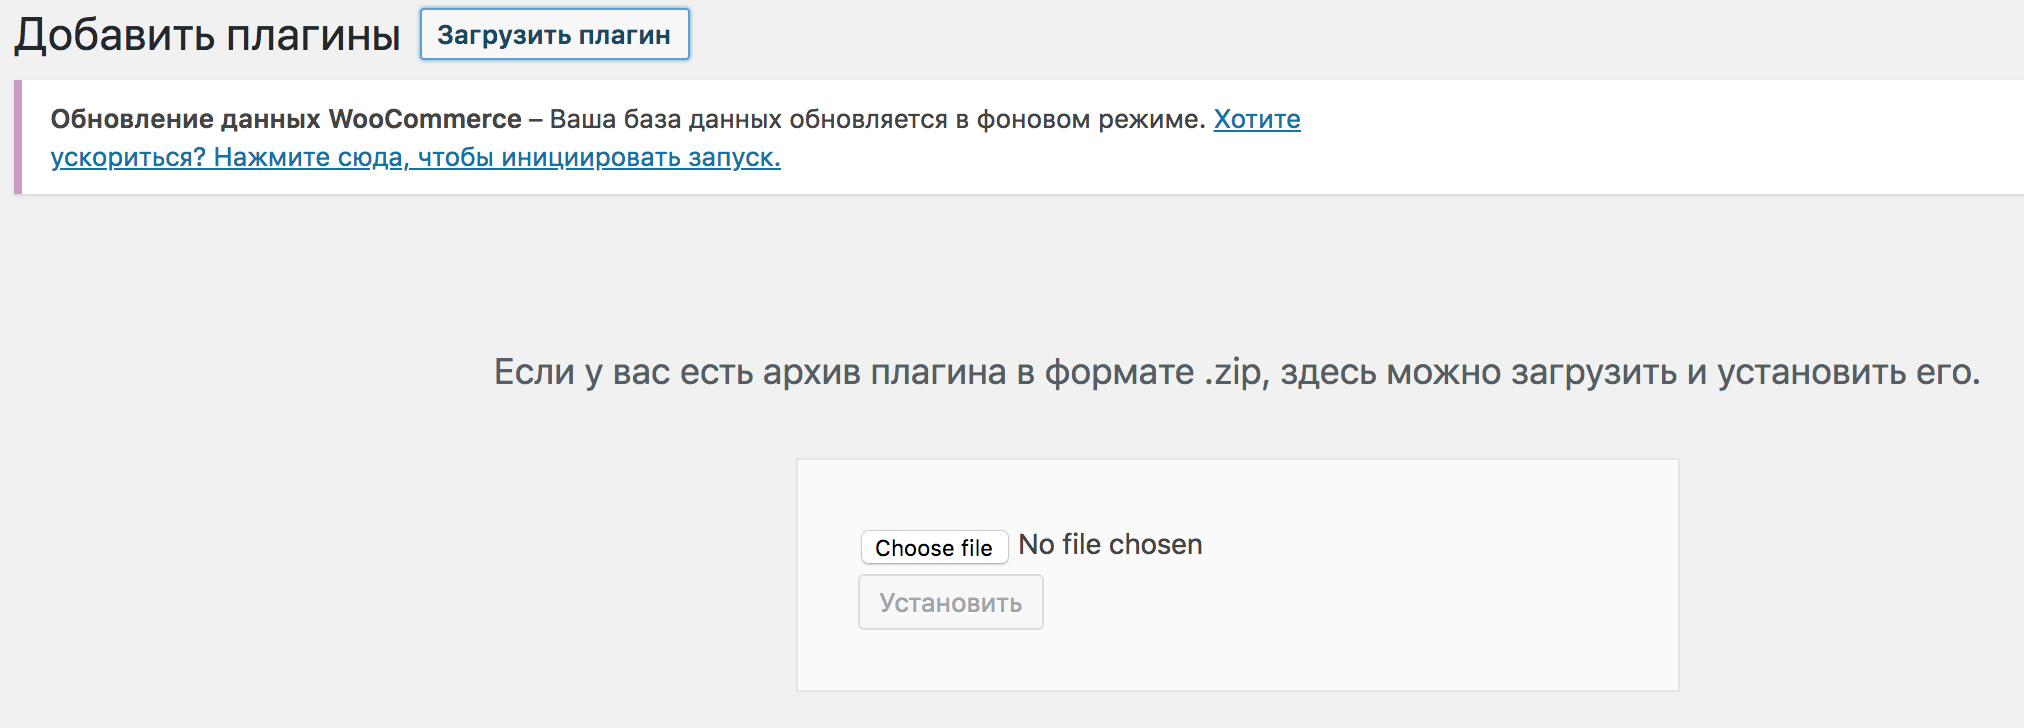 Добавить плагины Загрузить плагин
Обновление данных WooCommerce – Ваша база данных обновляется в фоновом режиме. Хотите
ускориться? Нажмите сюда, чтобы инициировать запуск.
Если у вас есть архив плагина в формате .zip, здесь можно загрузить и установить его.
Choose file No file chosen
Установить